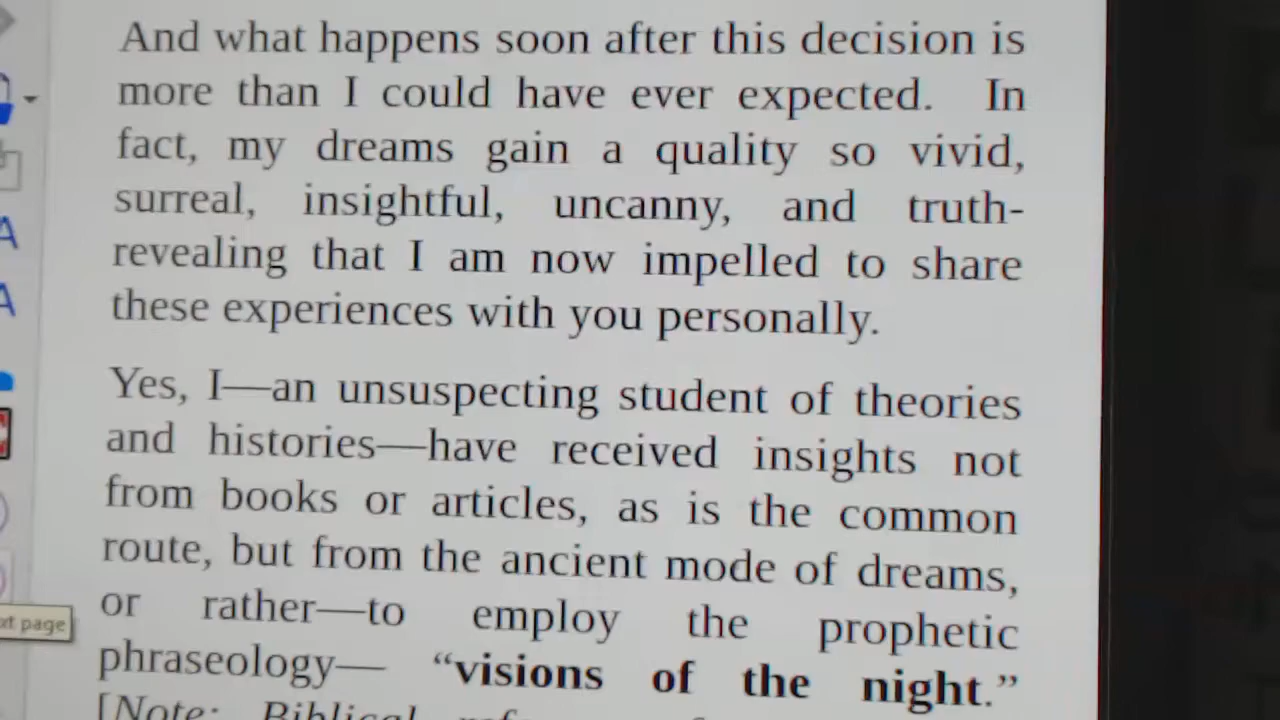 And what happens soon after this decision is
more than I could have ever expected. In
fact, my dreams gain a quality so vivid,
surreal, insightful, uncanny, and truth-
revealing that I am now impelled to share
these experiences with you personally.
Yes, I—an unsuspecting student of theories
and histories—have received insights not
from books or articles, as is the common
route, but from the ancient mode of dreams,
or rather—to employ the prophetic
xt page
phraseology— “visions of the night.”
[Note: Biblical